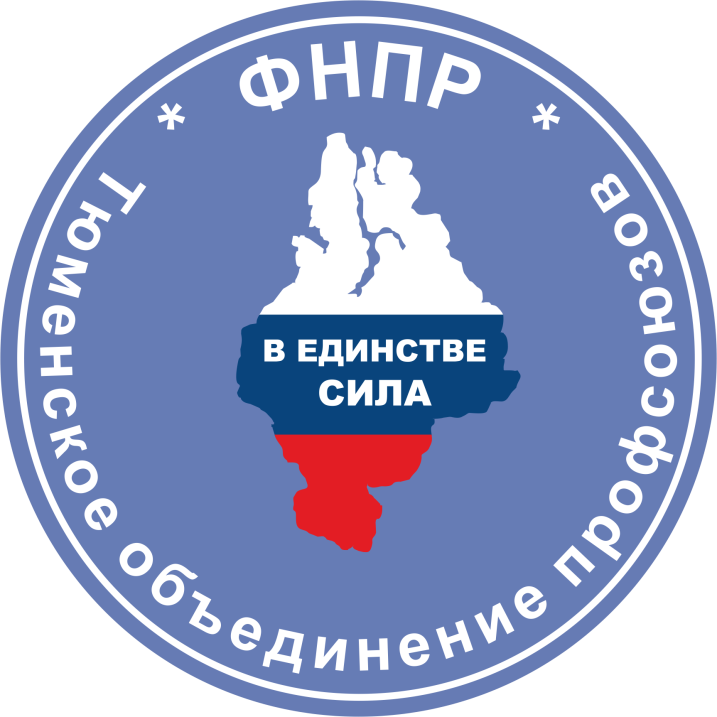 * ФНПР *
Тюменское объединение профсоюзов
В ЕДИНСТВЕ
СИЛА